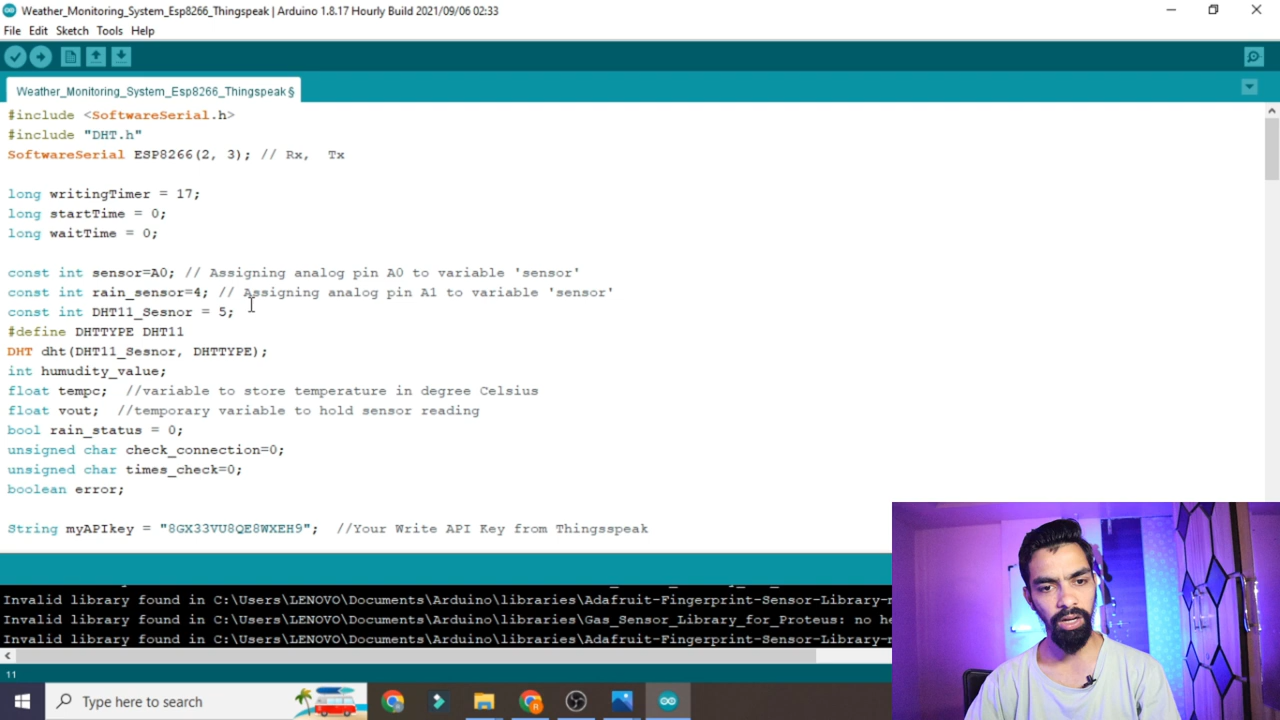 Weather_Monitoring_System_Esp8266_Thingspeak | Arduino 1.8.17 Hourly Build 2021/09/06 02:33
File Edit Sketch Tools Help
Weather_Monitoring_System_Esp8266_Thingspeak §
#include <SoftwareSerial.h>
#include "DHT.h"
SoftwareSerial ESP8266(2, 3); // Rx,  Tx
long writingTimer = 17;
long startTime = 0;
long waitTime = 0;
const int sensor=A0; // Assigning analog pin A0 to variable 'sensor'
const int rain_sensor=4; // Assigning analog pin A1 to variable 'sensor'
const int DHT11_Sesnor = 5;
#define DHTTYPE DHT11
DHT dht(DHT11_Sesnor, DHTTYPE);
int humudity_value;
float tempc;  //variable to store temperature in degree Celsius
float vout;  //temporary variable to hold sensor reading
bool rain_status = 0;
unsigned char check_connection=0;
unsigned char times_check=0;
boolean error;
String myAPIkey = "8GX33VU8QE8WXEH9";  //Your Write API Key from Thingsspeak
Invalid library found in C:\Users\LENOVO\Documents\Arduino\libraries\Adafruit-Fingerprint-Sensor-Library-
Invalid library found in C:\Users\LENOVO\Documents\Arduino\libraries\Gas_Sensor_Library_for_Proteus: no
Invalid library found in C:\Users\LENOVO\Documents\Arduino\libraries\Adafruit-Fingerprint-Sensor-Library-
11
Type here to search